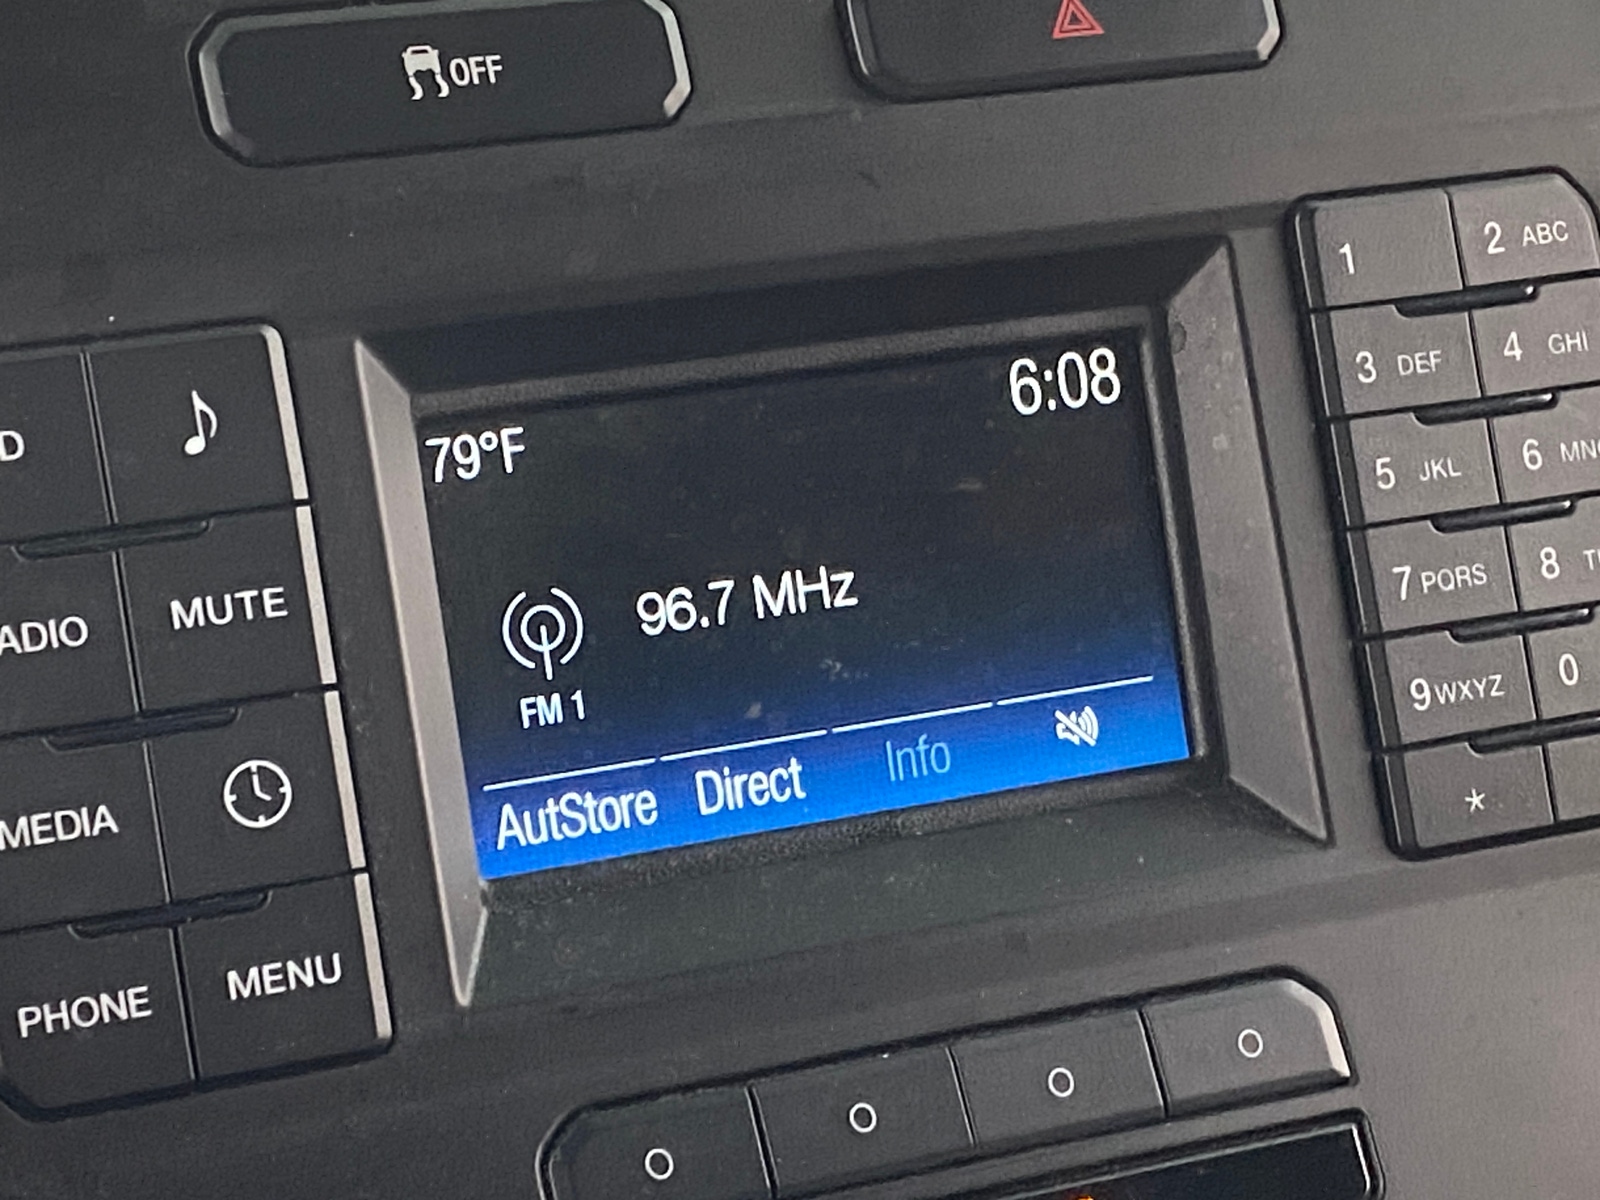 OFF
6:08
79°F
96.7 MHz
FM 1
AutStore
Direct
Info
D
ADIO
MUTE
MEDIA
PHONE
MENU
1
2 ABC
3 DEF
4 GHI
5 JKL
6 MNO
7 PQRS
8 T
9 WXYZ
0
*